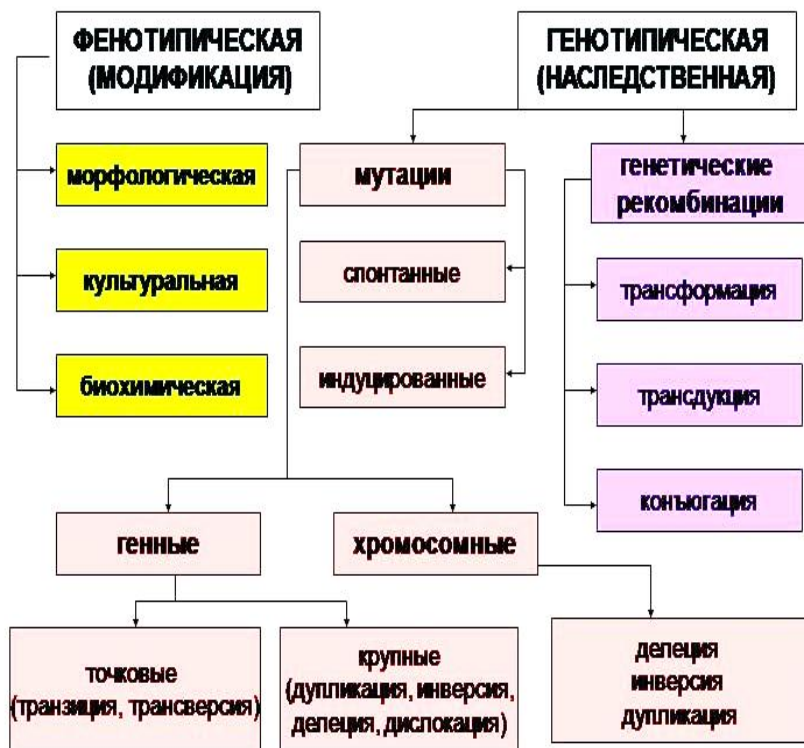 ФЕНОТИПИЧЕСКАЯ
(МОДИФИКАЦИЯ)
ГЕНОТИПИЧЕСКАЯ
(НАСЛЕДСТВЕННАЯ)
морфологическая
мутации
генетические
рекомбинации
культуральная
спонтанные
трансформация
биохимическая
индуцированные
трансдукция
конъюгация
генные
хромосомные
точковые
(транзиция, трансверсия)
крупные
(дупликация, инверсия,
делеция, дислокация)
делеция
инверсия
дупликация